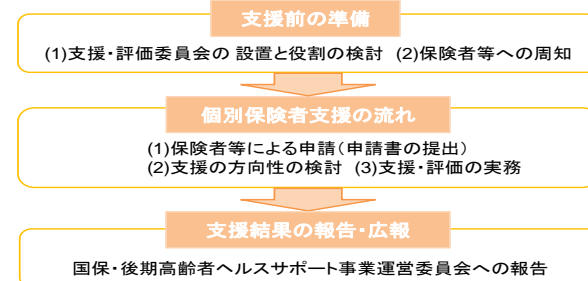 支援前の準備
(1)支援・評価委員会の 設置と役割の検討 (2)保険者等への周知
個別保険者支援の流れ
(1)保険者等による申請(申請書の提出)
(2)支援の方向性の検討 (3)支援・評価の実務
支援結果の報告・広報
国保・後期高齢者ヘルスサポート事業運営委員会への報告